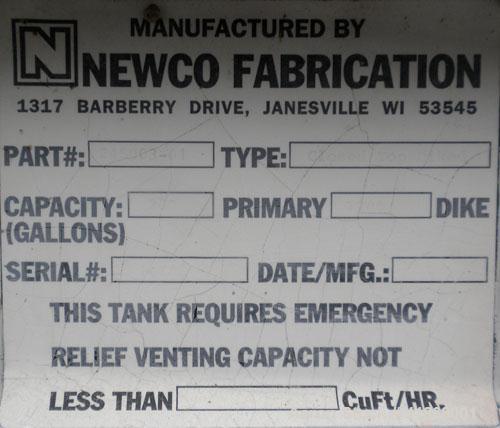 MANUFACTURED BY
N NEWCO FABRICATION
1317 BARBERRY DRIVE, JANESVILLE WI 53545
PART#: TYPE:
CAPACITY: PRIMARY DIKE
(GALLONS)
SERIAL#: DATE/MFG.:
THIS TANK REQUIRES EMERGENCY
RELIEF VENTING CAPACITY NOT
LESS THAN CuFt/HR.